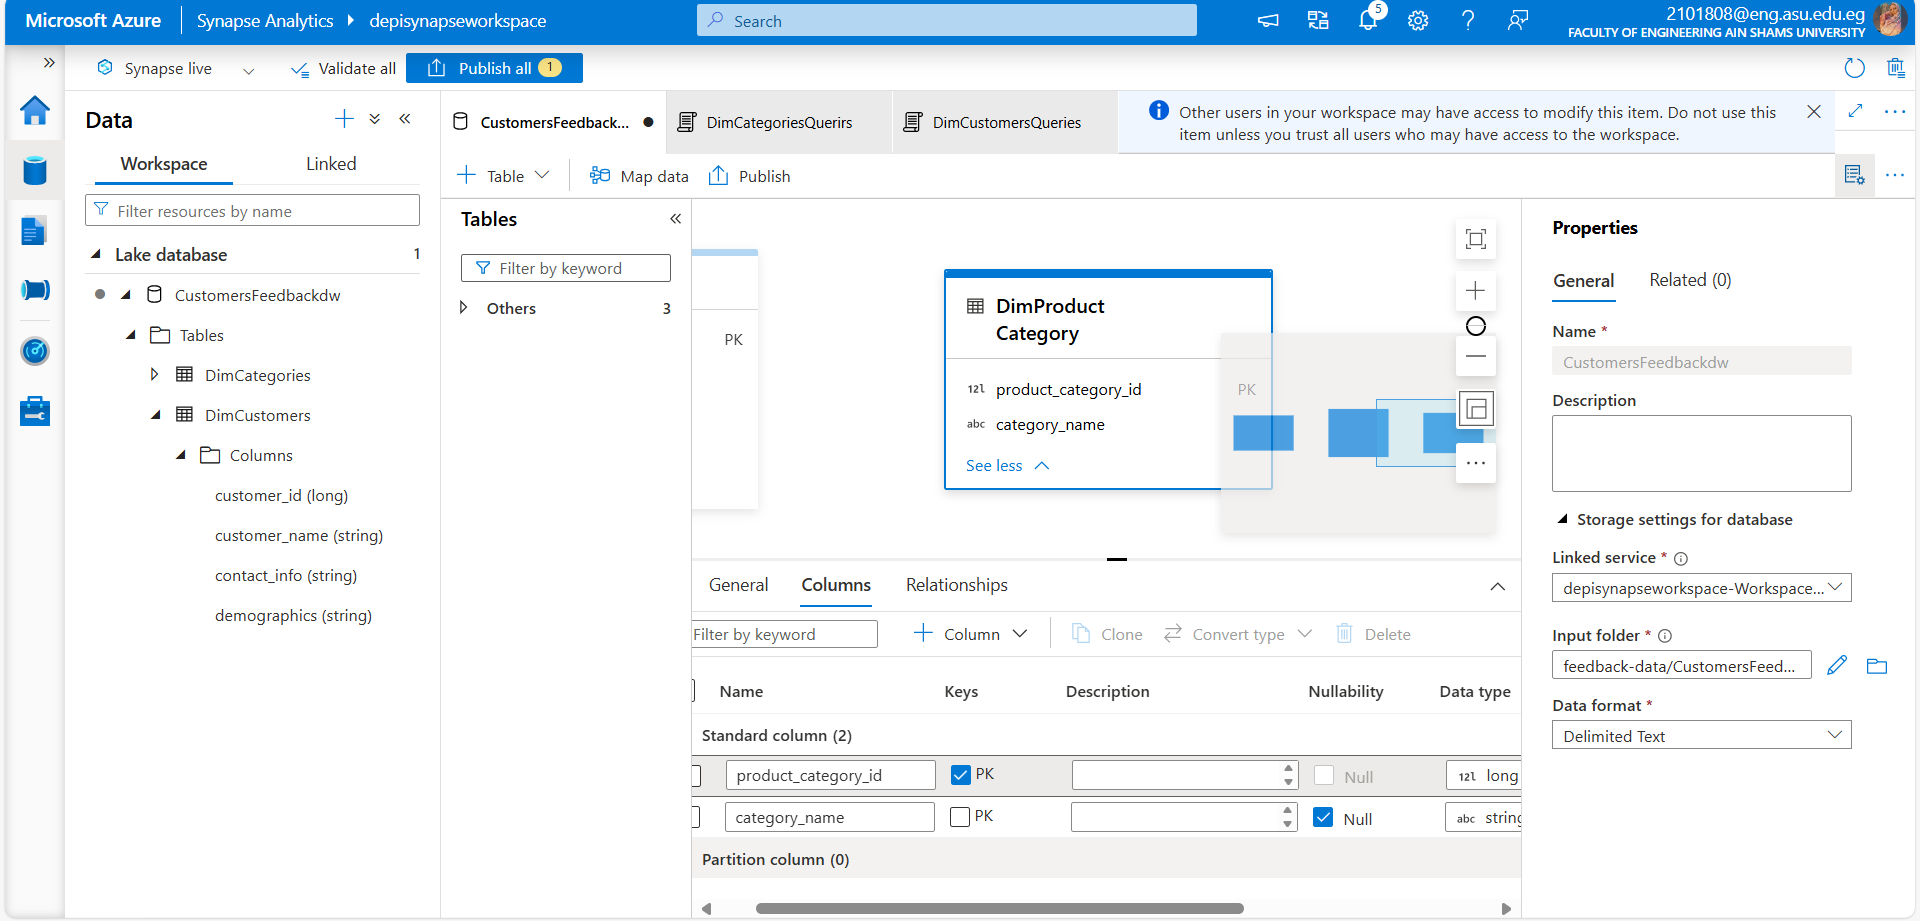 Microsoft Azure
Synapse Analytics
depisynapseworkspace
Search
5
2101808@eng.asu.edu.eg
FACULTY OF ENGINEERING AIN SHAMS UNIVERSITY
Synapse live
Validate all
Publish all 1
Data
Workspace
Linked
Filter resources by name
Lake database 1
CustomersFeedbackdw
Tables
DimCategories
DimCustomers
Columns
customer_id (long)
customer_name (string)
contact_info (string)
demographics (string)
CustomersFeedback...
DimCategoriesQuerirs
DimCustomersQueries
Other users in your workspace may have access to modify this item. Do not use this
item unless you trust all users who may have access to the workspace.
Table
Map data
Publish
Tables
Filter by keyword
Others 3
PK
DimProduct
Category
12l product_category_id PK
abc category_name
See less
General
Columns
Relationships
Filter by keyword
Column
Clone
Convert type
Delete
Name Keys Description Nullability Data type
Standard column (2)
product_category_id PK Null 12l long
category_name PK Null abc string
Partition column (0)
Properties
General
Related (0)
Name *
CustomersFeedbackdw
Description
Storage settings for database
Linked service *
depisynapseworkspace-Workspace...
Input folder *
feedback-data/CustomersFeed...
Data format *
Delimited Text